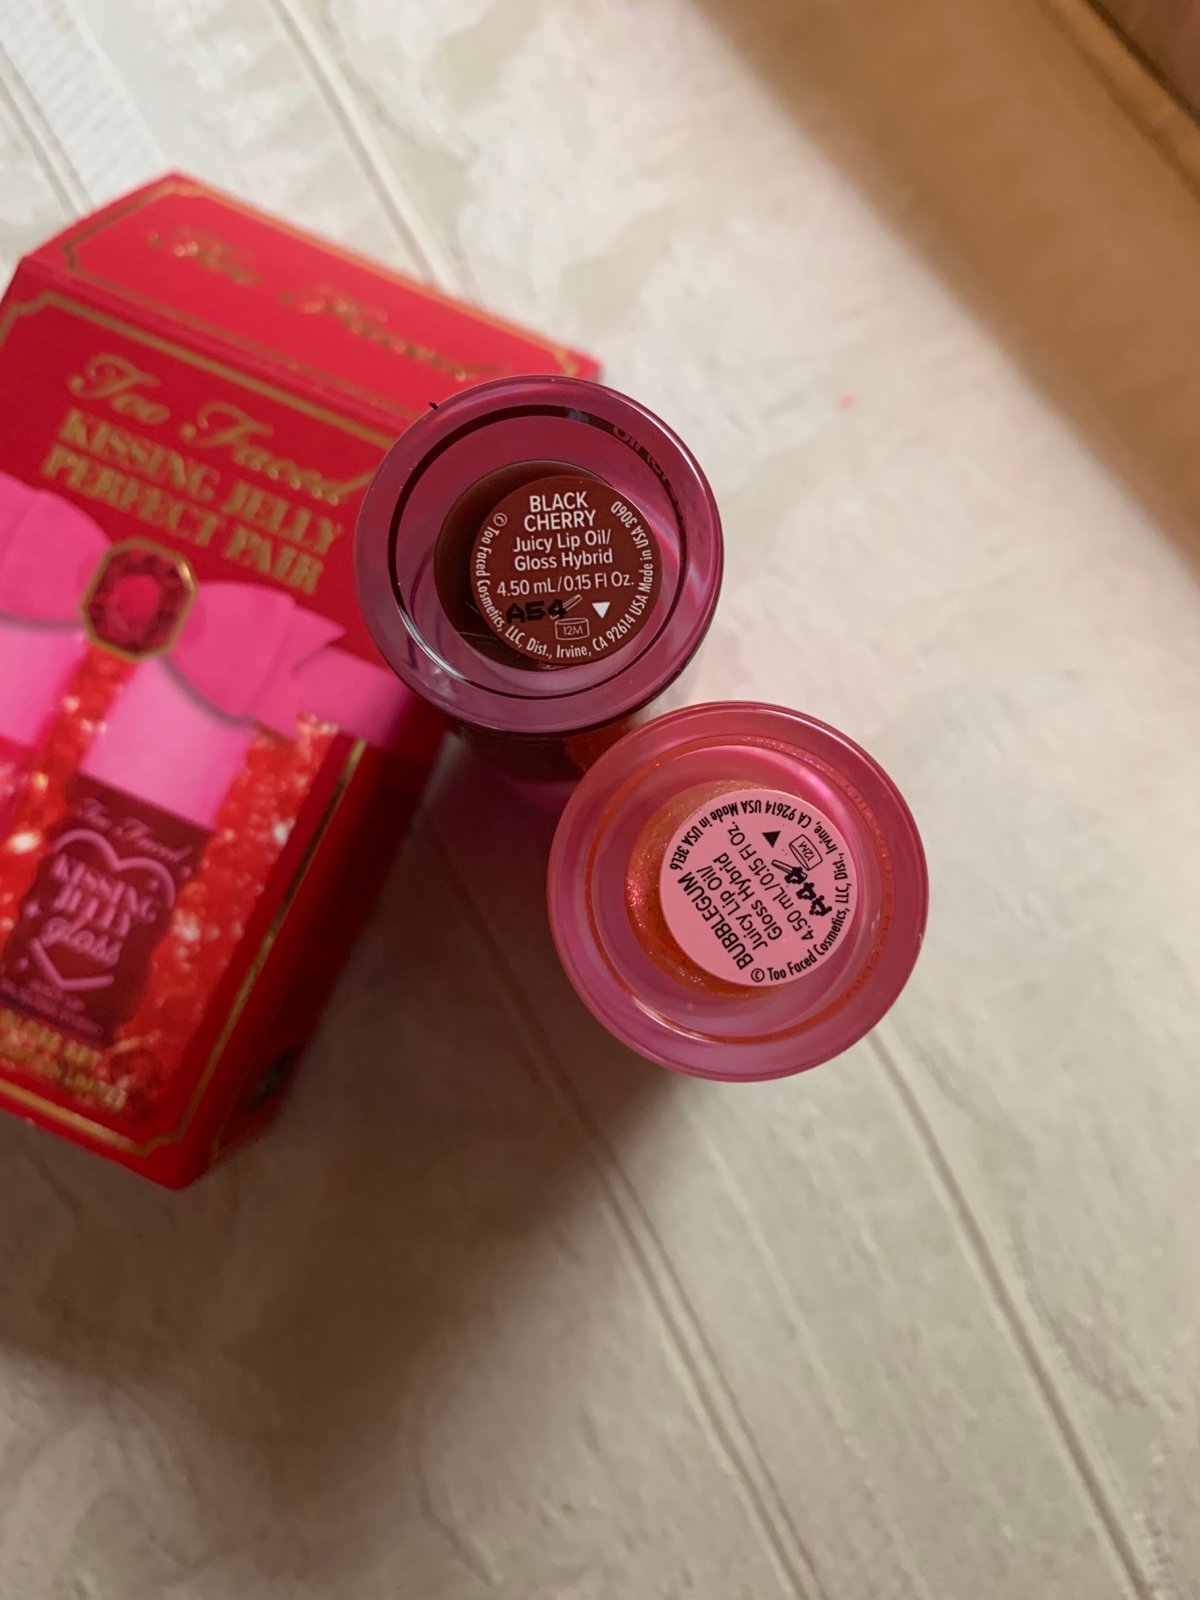 Too Faced
Too Faced
KISSING JELLY
PERFECT PAIR
Too Faced
KISSING
JELLY
gloss
BLACK
CHERRY
Juicy Lip Oil/
Gloss Hybrid
4.50 mL/0.15 Fl Oz.
A54
12M
© Too Faced Cosmetics, LLC, Dist., Irvine, CA 92614 USA Made in USA 306D
BUBBLEGUM
Juicy Lip Oil/
Gloss Hybrid
4.50 mL/0.15 Fl OZ.
A44
12M
© Too Faced Cosmetics, LLC, Dist., Irvine, CA 92614 USA Made in USA 3EL6